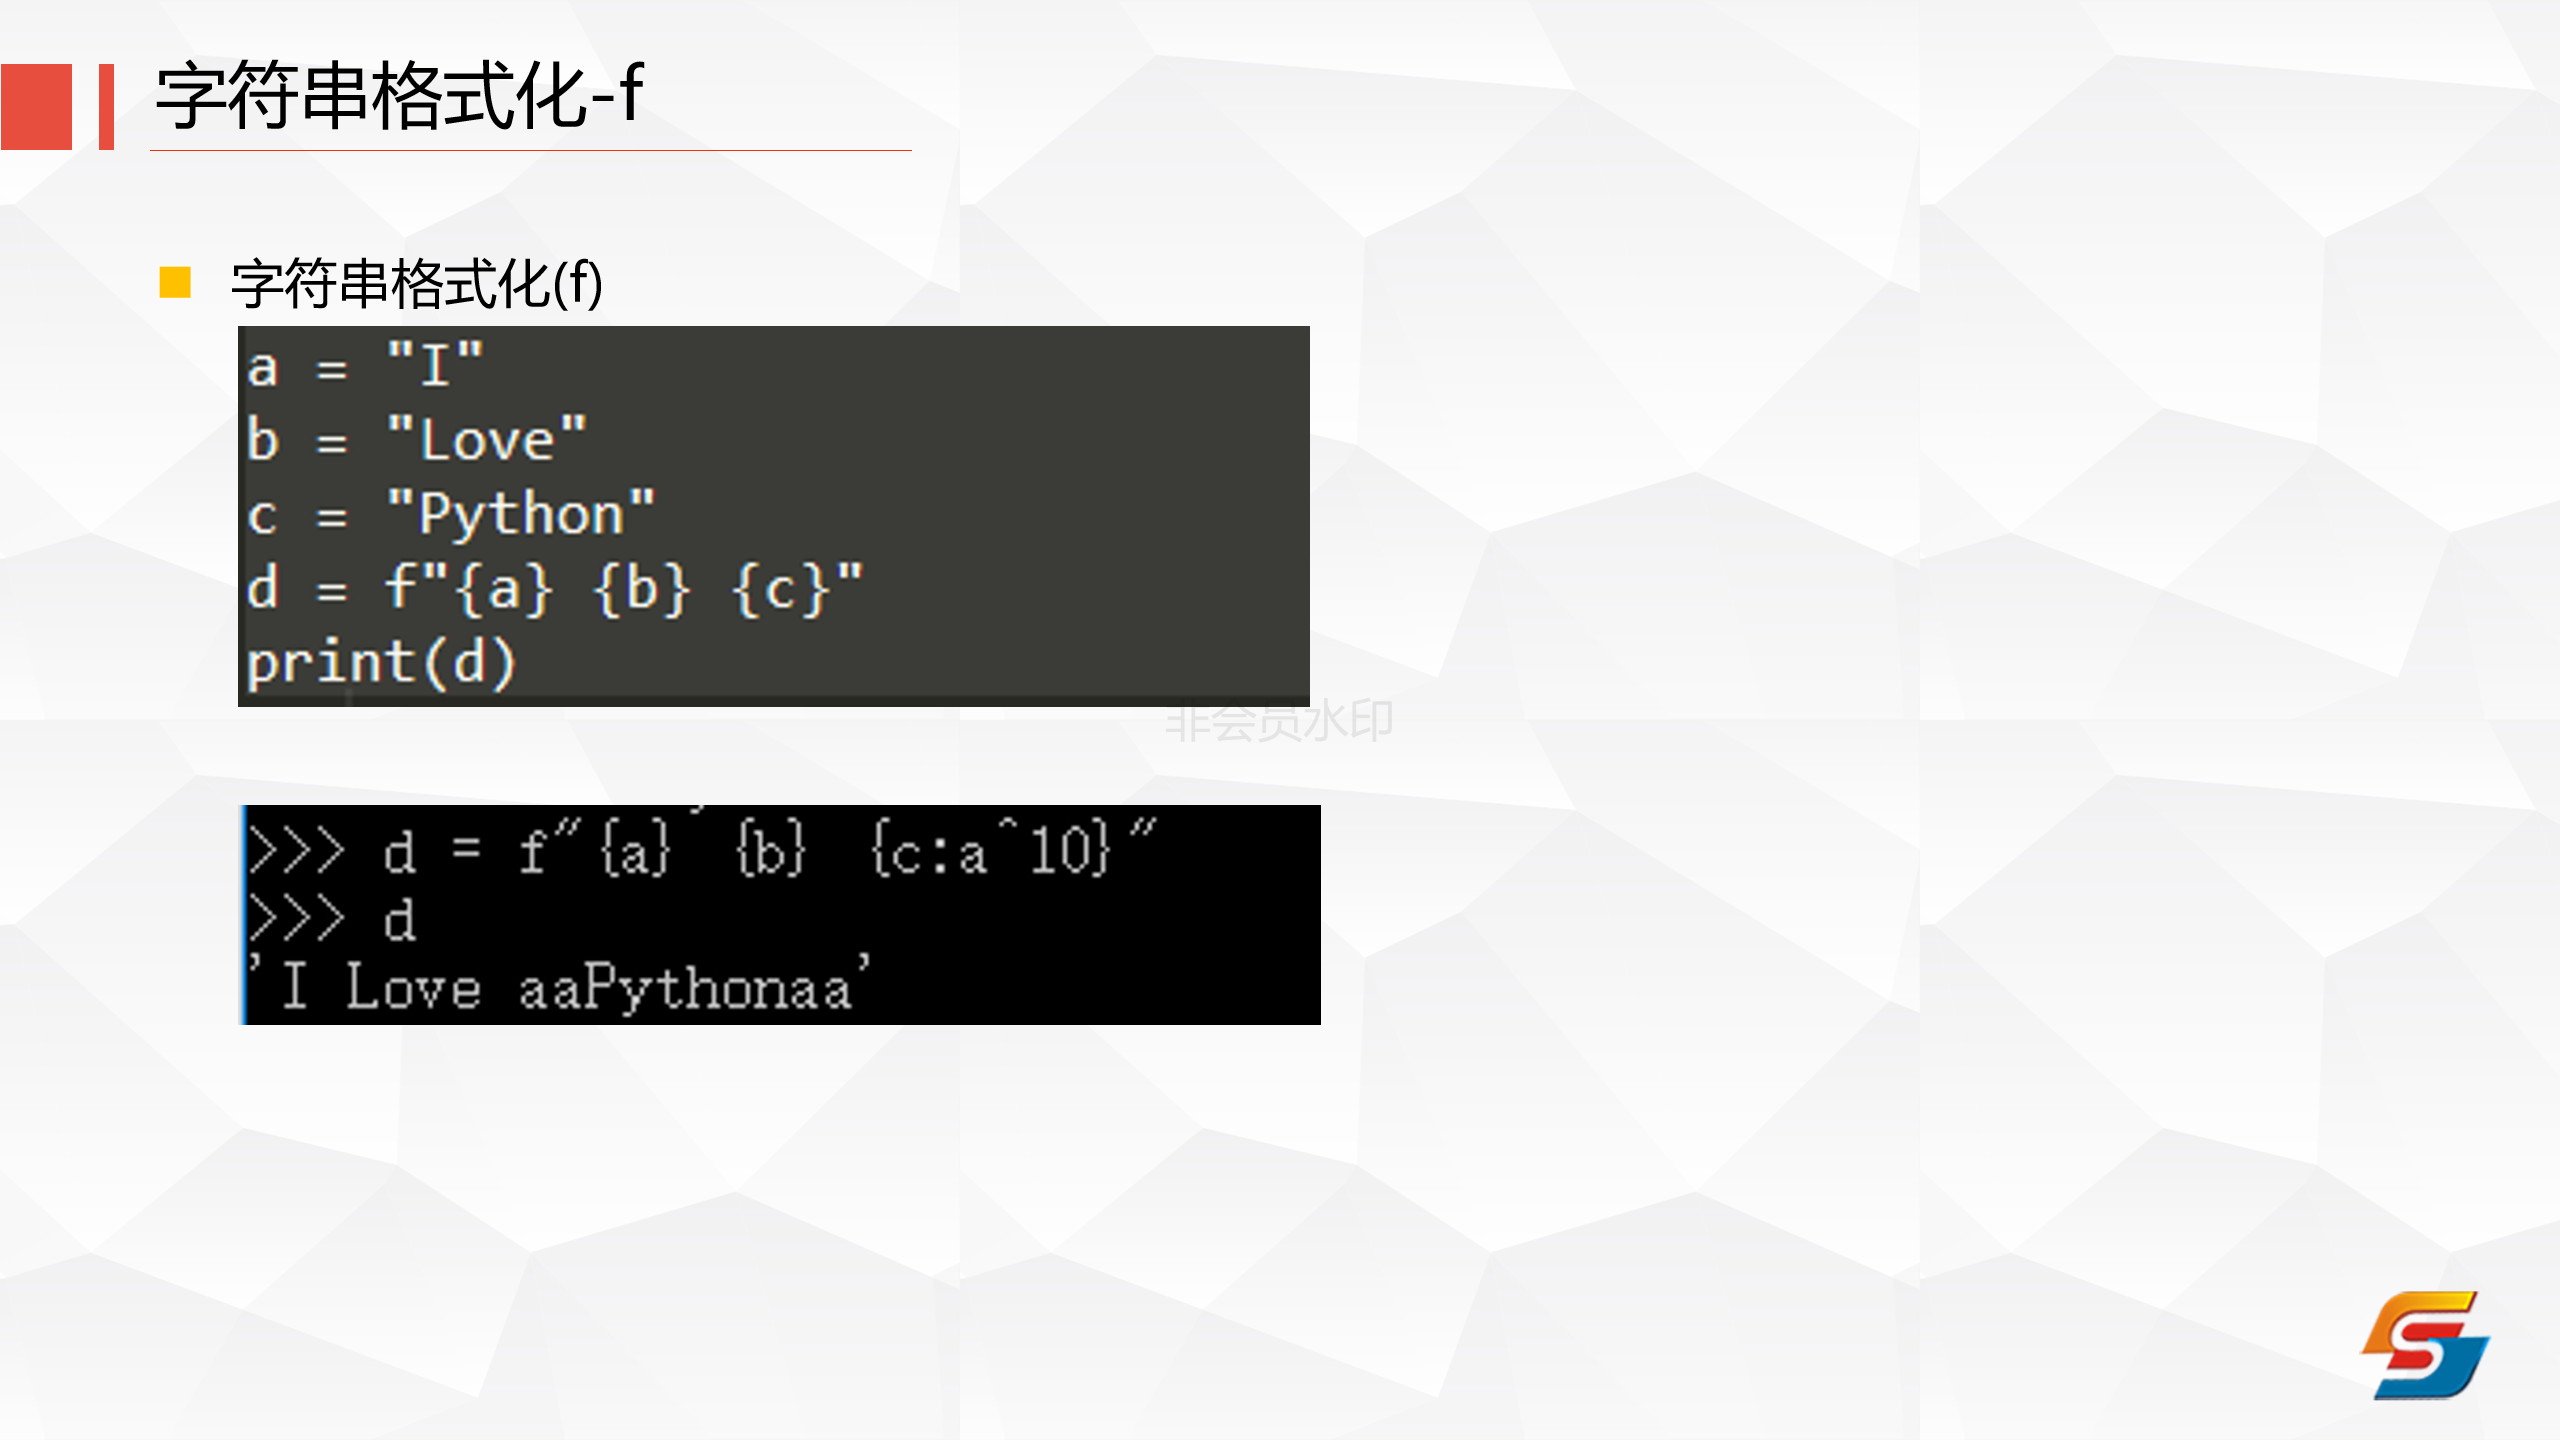 字符串格式化-f
字符串格式化(f)
a = "I"
b = "Love"
c = "Python"
d = f"{a} {b} {c}"
print(d)
非会员水印
>>> d = f"{a} {b} {c:a^10}"
>>> d
'I Love aaPythonaa'